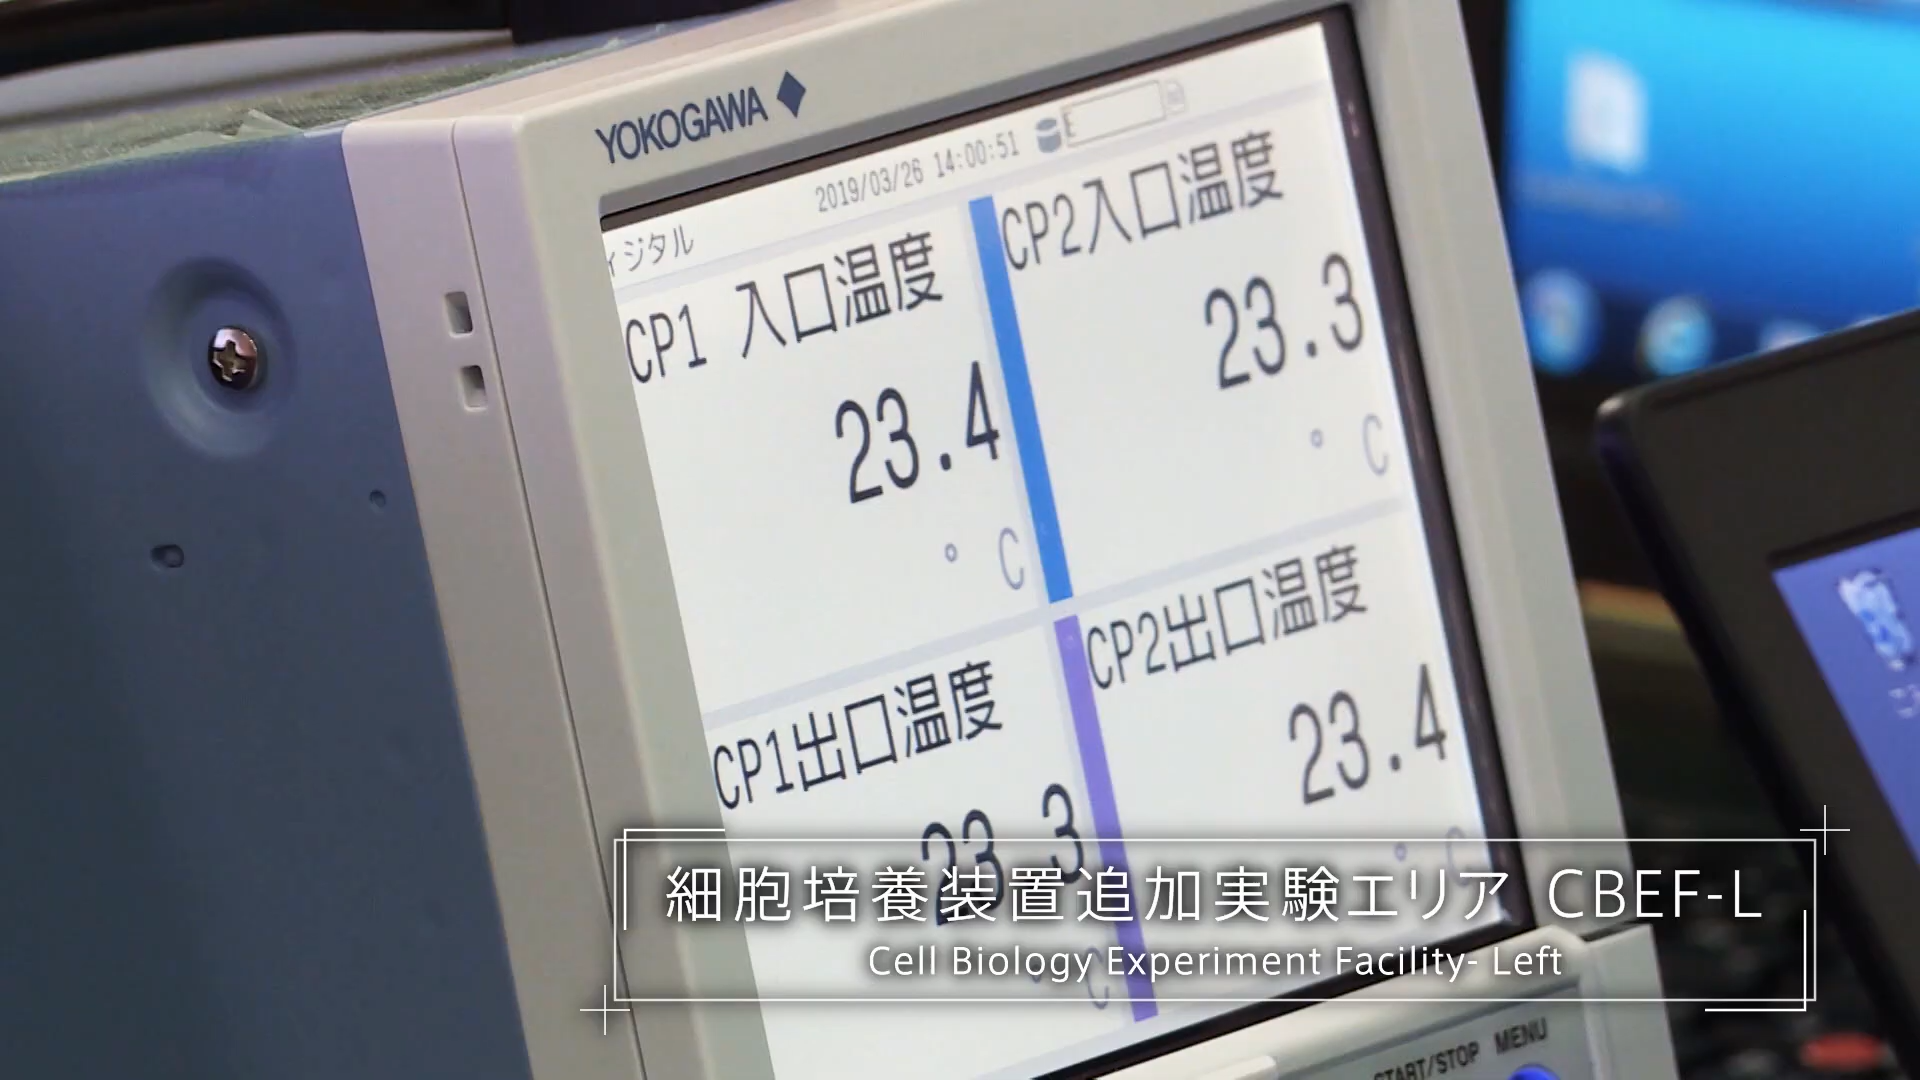 YOKOGAWA
2019/03/26 14:00:51
ィジタル
CP1 入口温度
23.4
°C
CP2入口温度
23.3
°C
CP1出口温度
23.3
°C
CP2出口温度
23.4
°C
細胞培養装置追加実験エリア CBEF-L
Cell Biology Experiment Facility- Left
START/STOP MENU